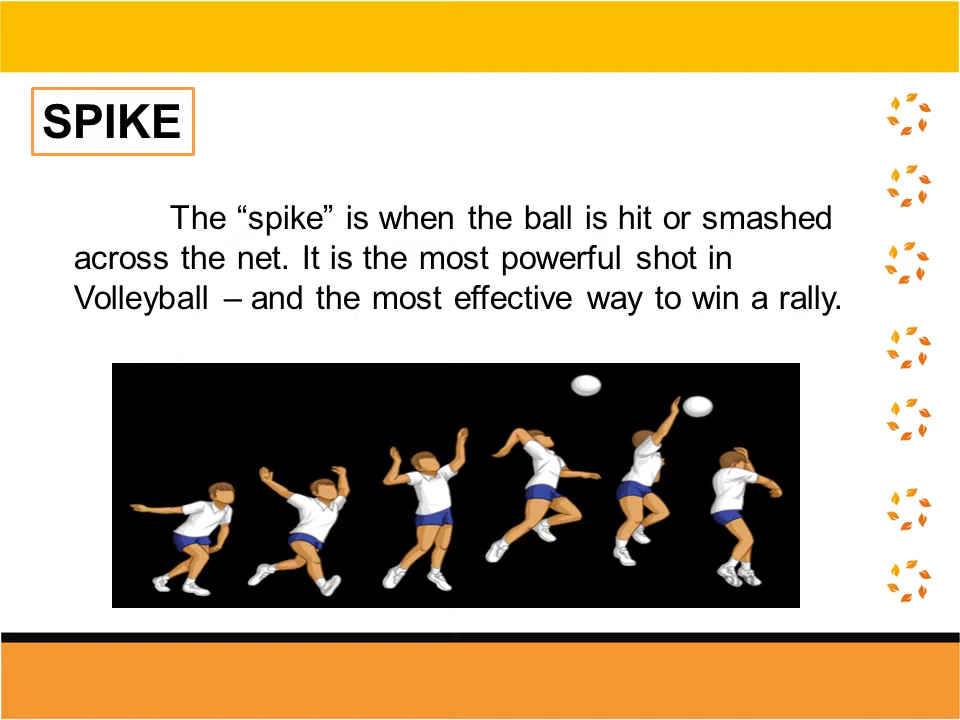 SPIKE
The “spike” is when the ball is hit or smashed
across the net. It is the most powerful shot in
Volleyball – and the most effective way to win a rally.